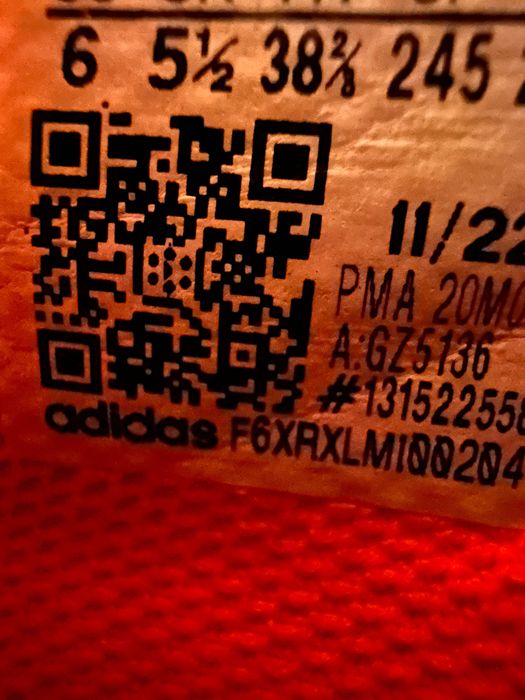 6 5½ 38⅔ 245
11/22
PMA 20M
A:GZ5136
#13152255
adidas F6XRXLMI00204